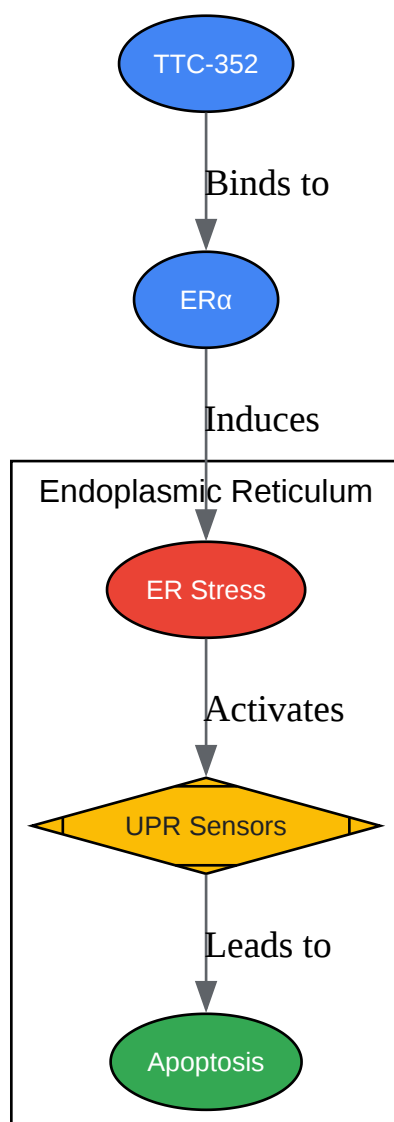 TTC-352
Binds to
ERα
Induces
Endoplasmic Reticulum
ER Stress
Activates
UPR Sensors
Leads to
Apoptosis